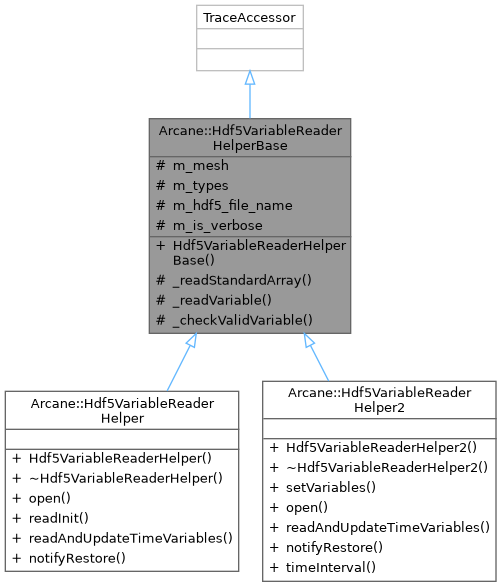 TraceAccessor
Arcane::Hdf5VariableReader
HelperBase
# m_mesh
# m_types
# m_hdf5_file_name
# m_is_verbose
+ Hdf5VariableReaderHelper
Base()
# _readStandardArray()
# _readVariable()
# _checkValidVariable()
Arcane::Hdf5VariableReader
Helper
+ Hdf5VariableReaderHelper()
+ ~Hdf5VariableReaderHelper()
+ open()
+ readInit()
+ readAndUpdateTimeVariables()
+ notifyRestore()
Arcane::Hdf5VariableReader
Helper2
+ Hdf5VariableReaderHelper2()
+ ~Hdf5VariableReaderHelper2()
+ setVariables()
+ open()
+ readAndUpdateTimeVariables()
+ notifyRestore()
+ timeInterval()